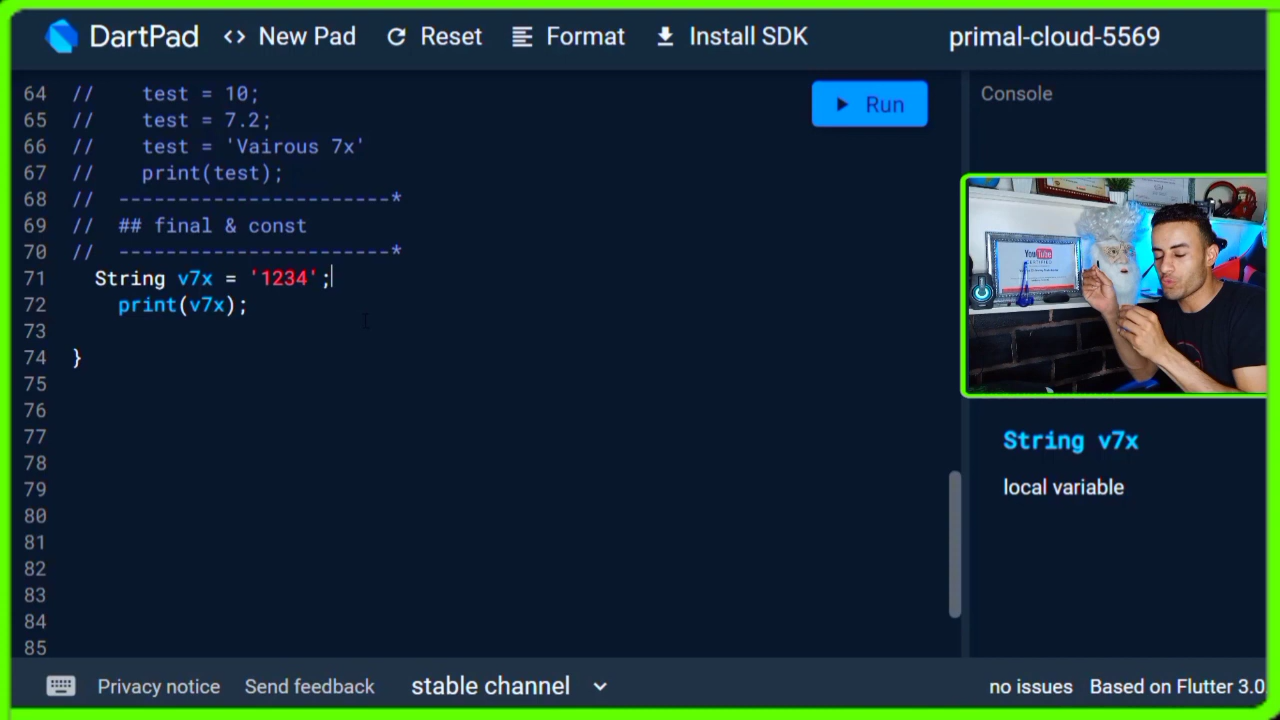 DartPad <> New Pad Reset Format Install SDK primal-cloud-5569
64 // test = 10;
65 // test = 7.2;
66 // test = 'Vairous 7x'
67 // print(test);
68 // -----------------------*
69 // ## final & const
70 // -----------------------*
71 String v7x = '1234';
72 print(v7x);
73
74 }
75
76
77
78
79
80
81
82
83
84
85
Run
Console
YouTube
String v7x
local variable
Privacy notice Send feedback stable channel no issues Based on Flutter 3.0.